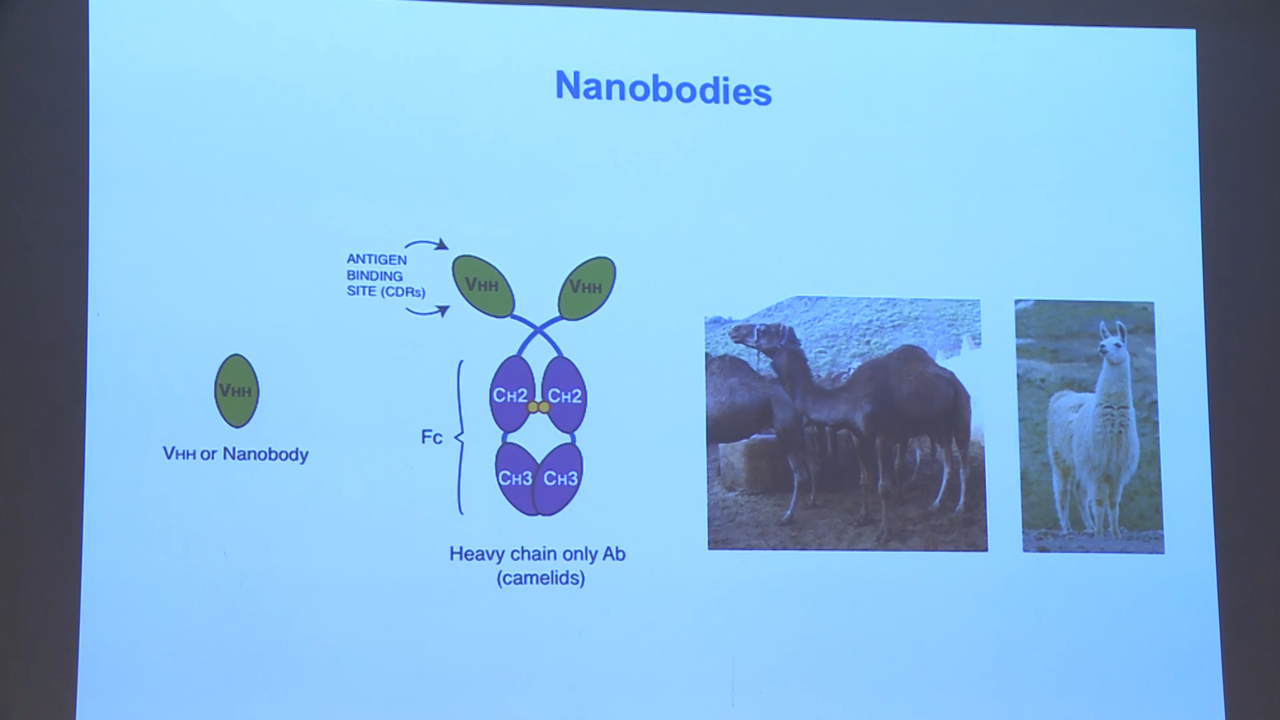 Nanobodies
ANTIGEN
BINDING
SITE (CDRs)
VHH
VHH
VHH
VHH or Nanobody
Fc
CH2
CH2
CH3
CH3
Heavy chain only Ab
(camelids)